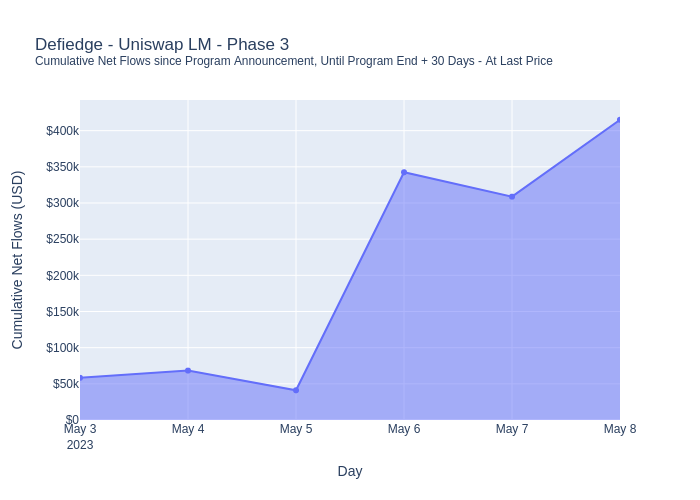 Defiedge - Uniswap LM - Phase 3
Cumulative Net Flows since Program Announcement, Until Program End + 30 Days - At Last Price
Cumulative Net Flows (USD)
$400k
$350k
$300k
$250k
$200k
$150k
$100k
$50k
$0
May 3
2023
May 4
May 5
May 6
May 7
May 8
Day